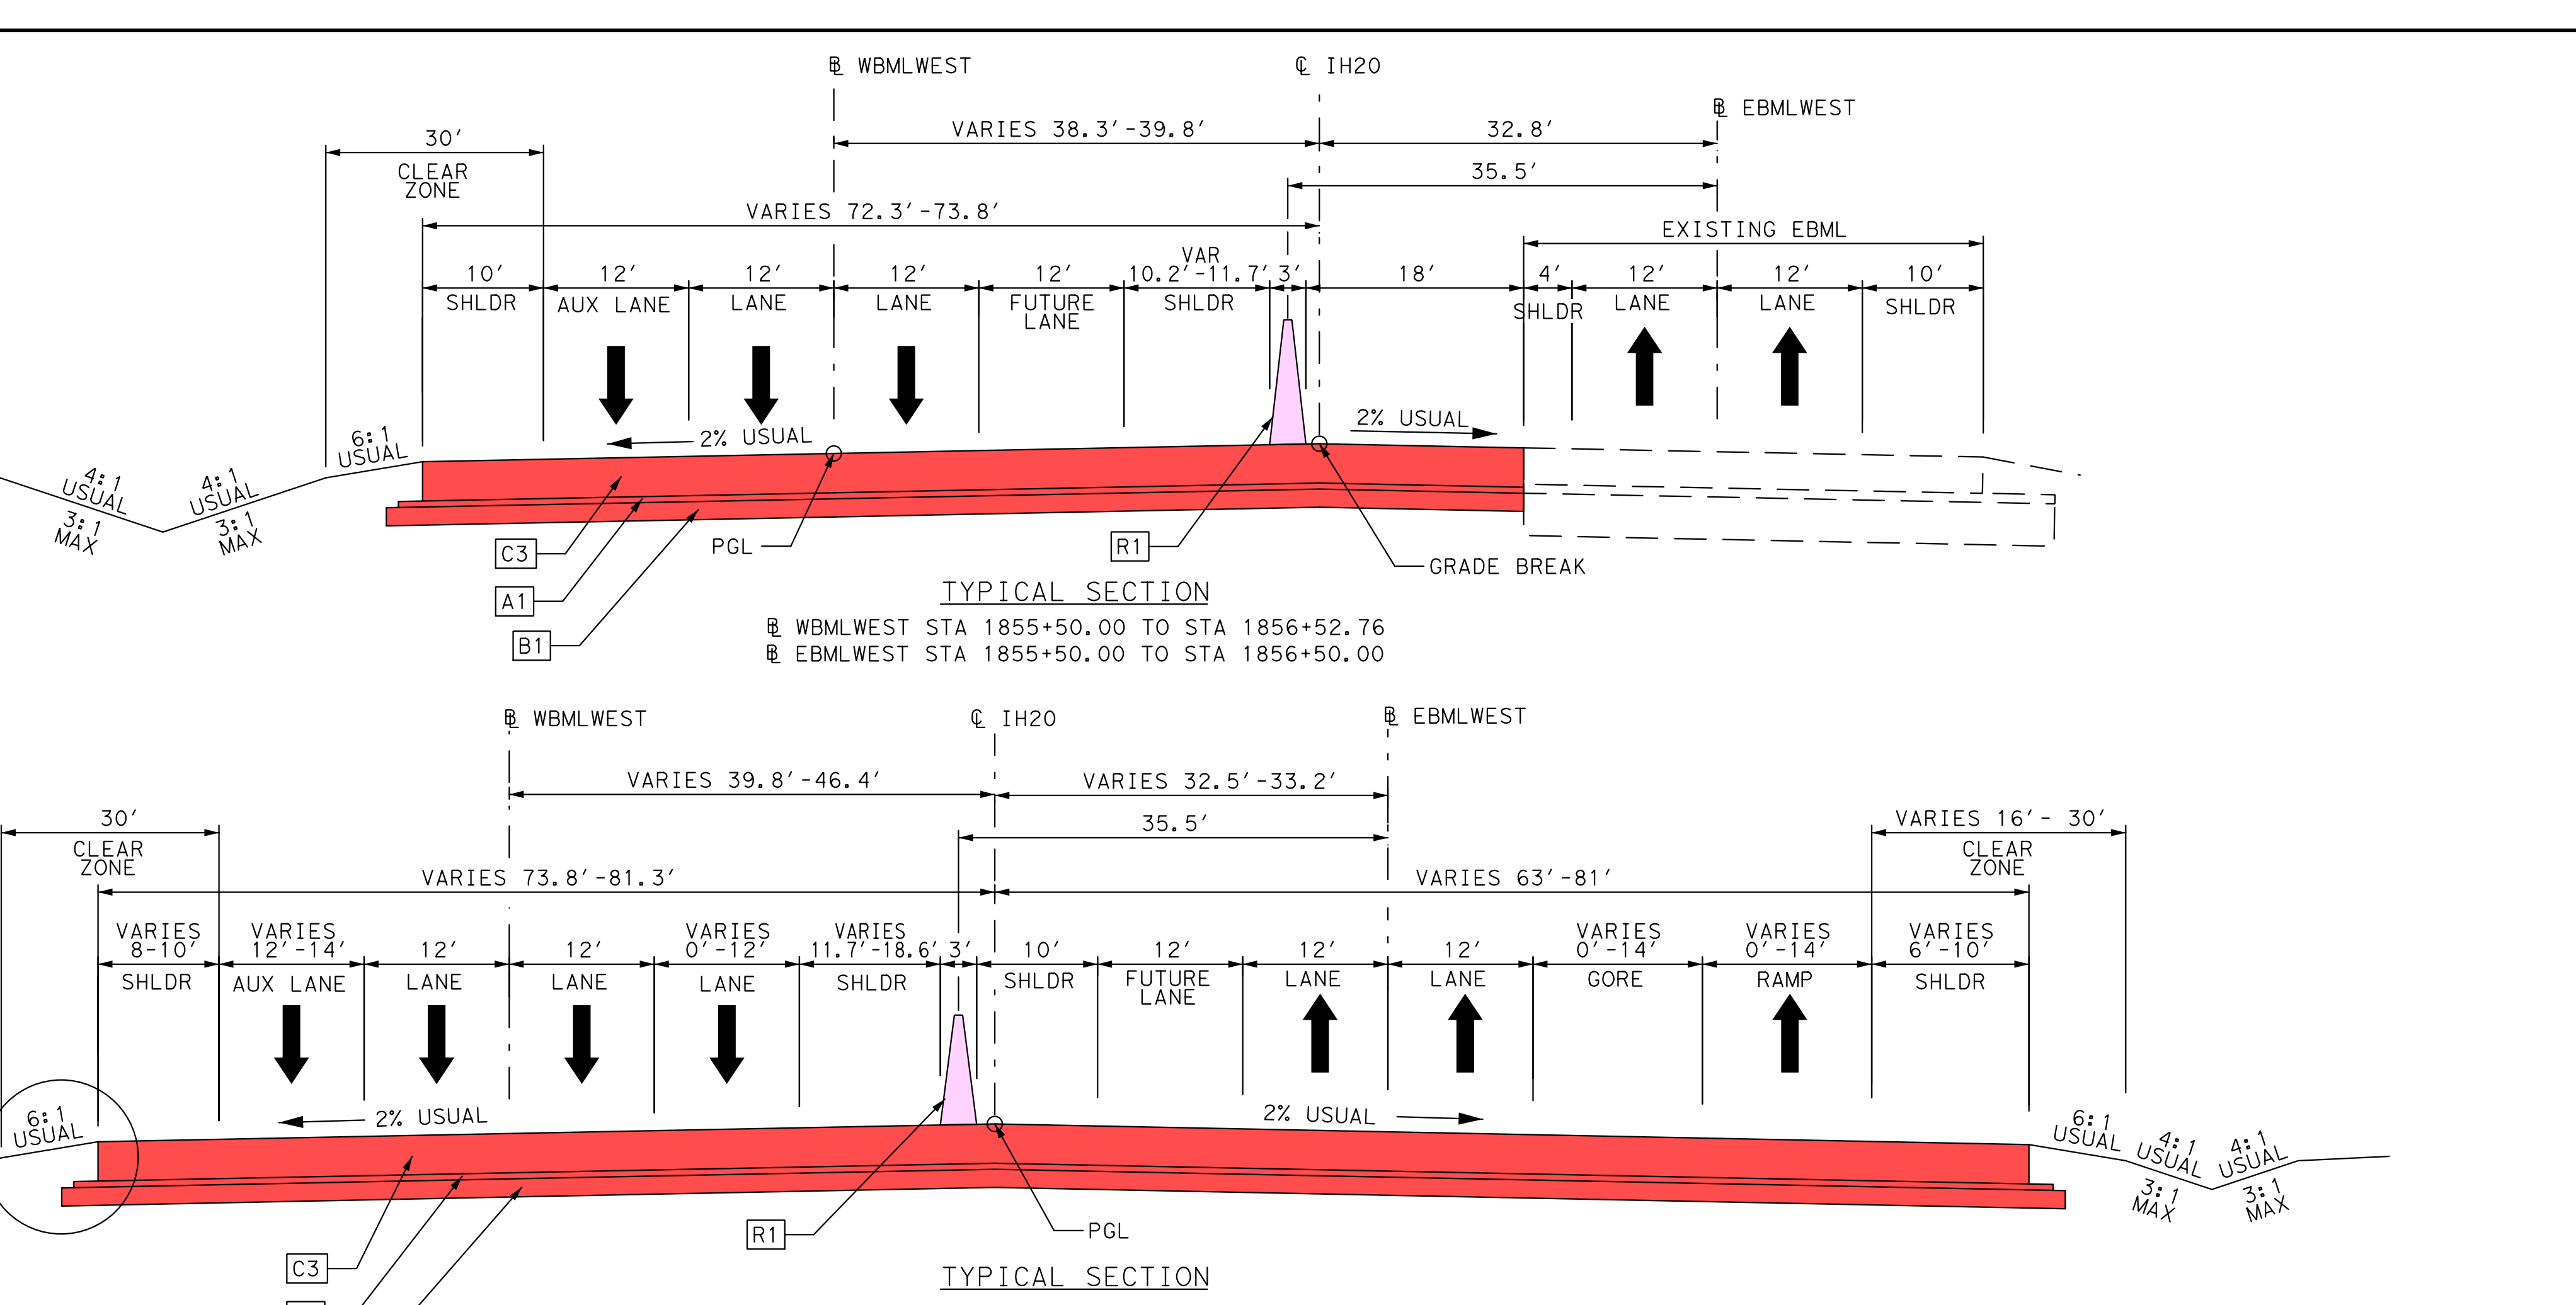 ℄ IH20
B̲L WBMLWEST
B̲L EBMLWEST
30′
VARIES 38.3′-39.8′
32.8′
CLEAR
ZONE
35.5′
VARIES 72.3′-73.8′
EXISTING EBML
VAR
10′
12′
12′
12′
12′
10.2′-11.7′
3′
18′
4′
12′
12′
10′
SHLDR
AUX LANE
LANE
LANE
FUTURE
LANE
SHLDR
SHLDR
LANE
LANE
SHLDR
2% USUAL
2% USUAL
6:1
USUAL
4:1
USUAL
3:1
MAX
4:1
USUAL
3:1
MAX
C3
PGL
R1
GRADE BREAK
A1
B1
TYPICAL SECTION
BL WBMLWEST STA 1855+50.00 TO STA 1856+52.76
BL EBMLWEST STA 1855+50.00 TO STA 1856+50.00
BL WBMLWEST
℄ IH20
BL EBMLWEST
VARIES 39.8′-46.4′
VARIES 32.5′-33.2′
30′
CLEAR
ZONE
35.5′
VARIES 16′- 30′
CLEAR
ZONE
VARIES 73.8′-81.3′
VARIES 63′-81′
VARIES
8-10′
SHLDR
VARIES
12′-14′
AUX LANE
12′
LANE
12′
LANE
VARIES
0′-12′
LANE
VARIES
11.7′-18.6′
SHLDR
3′
10′
SHLDR
12′
FUTURE
LANE
12′
LANE
12′
LANE
VARIES
0′-14′
GORE
VARIES
0′-14′
RAMP
VARIES
6′-10′
SHLDR
6:1
USUAL
2% USUAL
2% USUAL
6:1
USUAL
4:1
USUAL
3:1
MAX
4:1
USUAL
3:1
MAX
R1
PGL
C3
TYPICAL SECTION